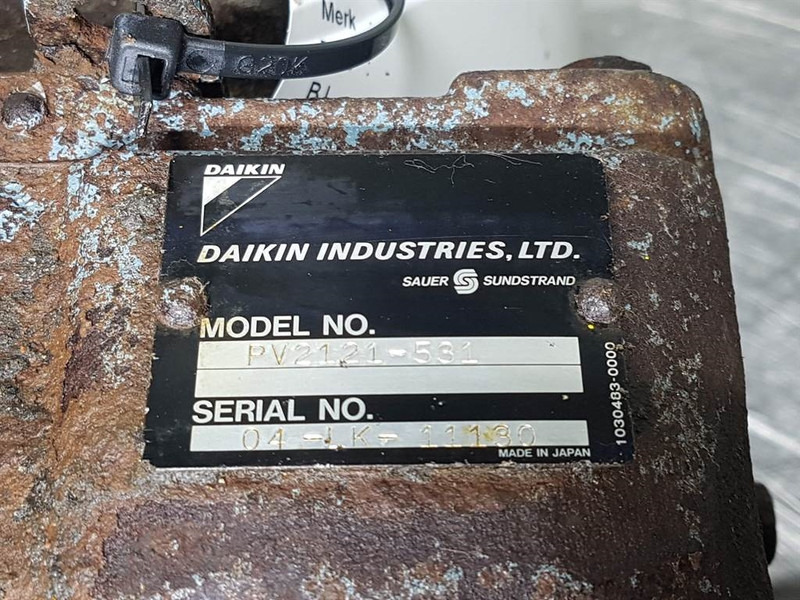 Merk
G20K
DAIKIN
DAIKIN INDUSTRIES, LTD.
SAUER SUNDSTRAND
MODEL NO.
PV2121-531
SERIAL NO.
04-LK-11130
MADE IN JAPAN
1030483-0000